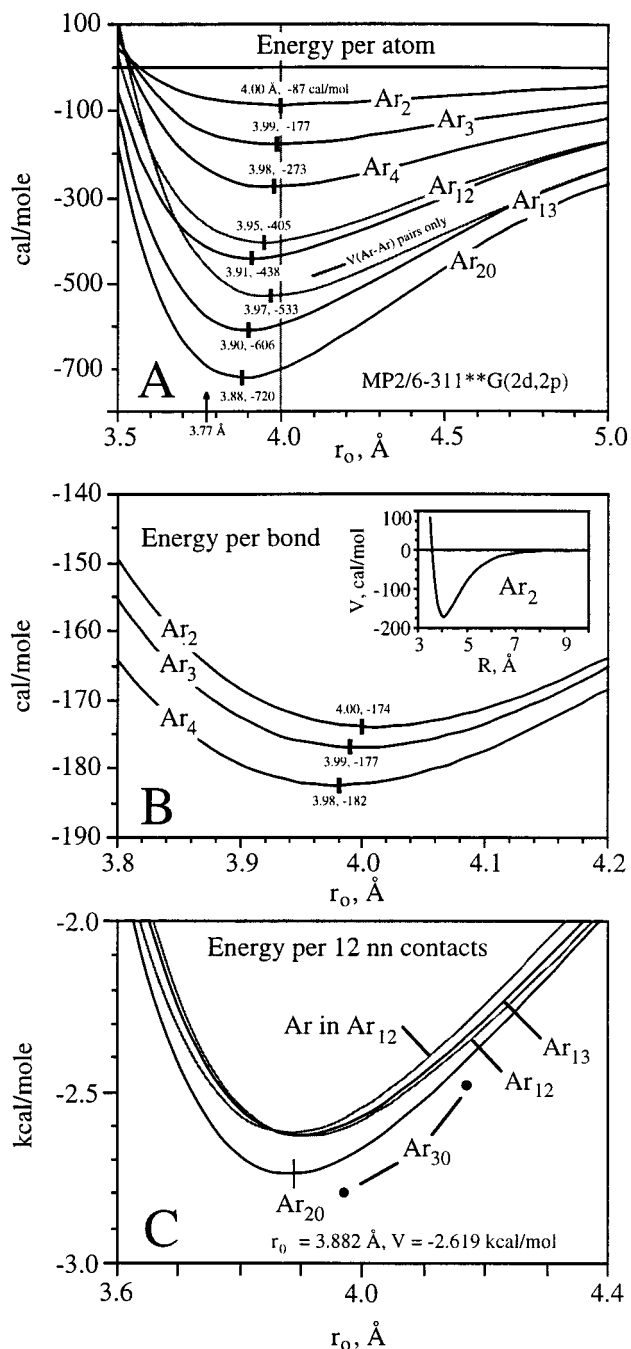 100
-100
-300
-500
-700
cal/mole
Energy per atom
4.00 Å, -87 cal/mol
Ar2
3.99, -177
Ar3
3.98, -273
Ar4
3.95, -405
Ar12
3.91, -438
V(Ar-Ar) pairs only
Ar13
3.97, -533
Ar20
3.90, -606
3.88, -720
A
MP2/6-311**G(2d,2p)
3.5
3.77 Å
4.0
4.5
5.0
ro, Å
-140
-150
-160
-170
-180
-190
cal/mole
Energy per bond
100
0
-100
-200
V, cal/mol
Ar2
3
5
7
9
R, Å
Ar2
Ar3
Ar4
4.00, -174
3.99, -177
3.98, -182
B
3.8
3.9
4.0
4.1
4.2
ro, Å
-2.0
-2.5
-3.0
kcal/mole
Energy per 12 nn contacts
Ar in Ar12
Ar13
Ar12
Ar30
Ar20
C
r0 = 3.882 Å, V = -2.619 kcal/mol
3.6
4.0
4.4
ro, Å